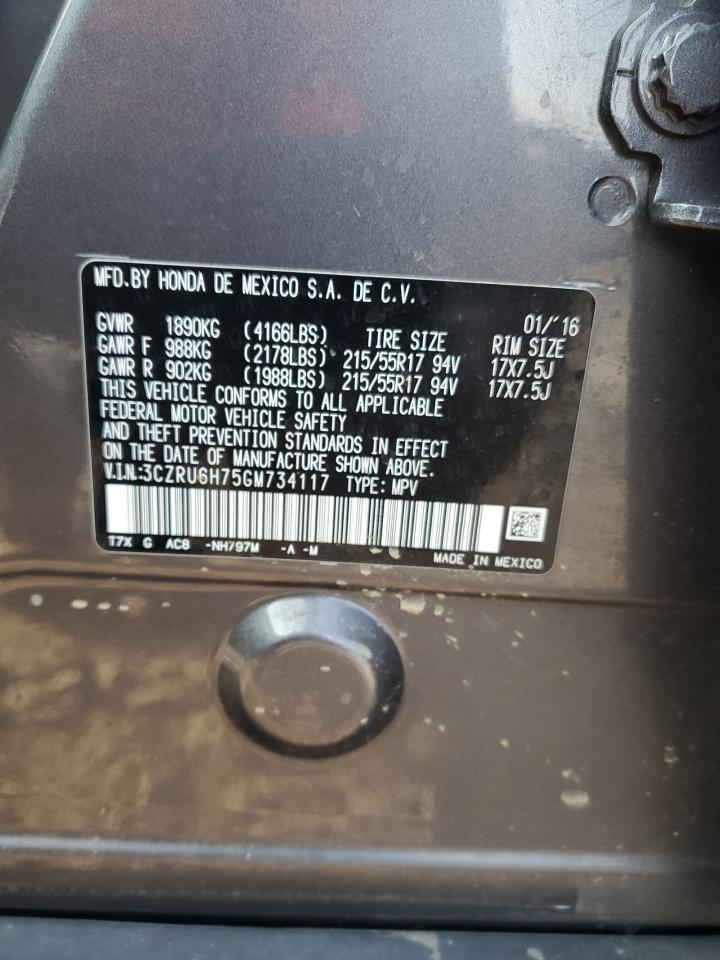 MFD.BY HONDA DE MEXICO S.A. DE C.V.
01/'16
GVWR 1890KG (4166LBS) TIRE SIZE RIM SIZE
GAWR F 988KG (2178LBS) 215/55R17 94V 17X7.5J
GAWR R 902KG (1988LBS) 215/55R17 94V 17X7.5J
THIS VEHICLE CONFORMS TO ALL APPLICABLE
FEDERAL MOTOR VEHICLE SAFETY
AND THEFT PREVENTION STANDARDS IN EFFECT
ON THE DATE OF MANUFACTURE SHOWN ABOVE.
V.I.N.:3CZRU6H75GM734117 TYPE: MPV
T7X G AC8 -NH797M -A -M
MADE IN MEXICO